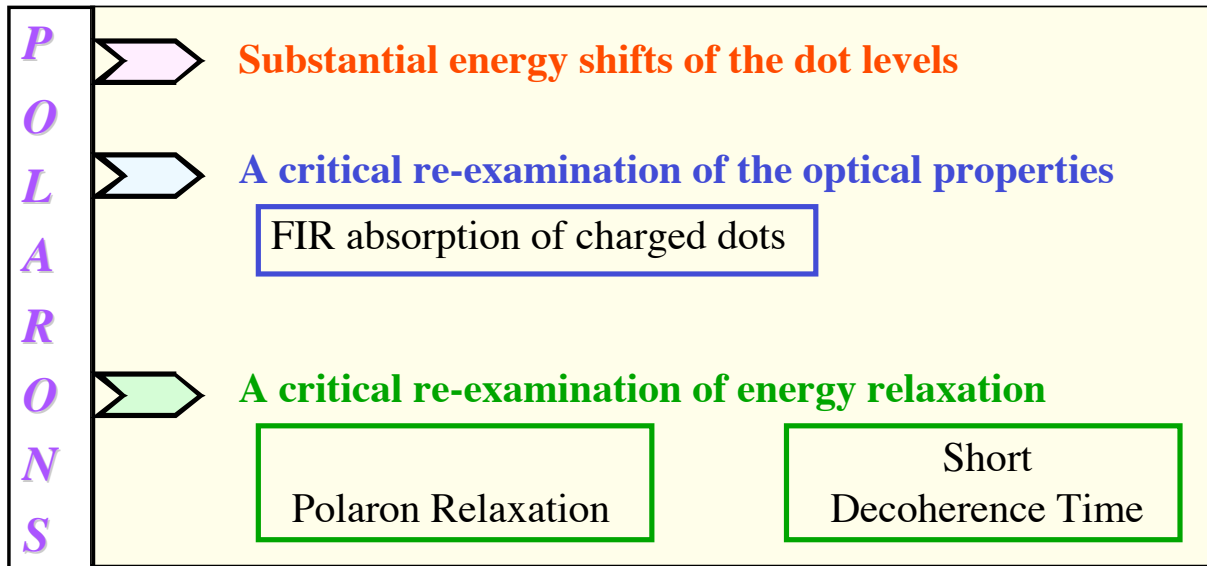 POLARONS
Substantial energy shifts of the dot levels
A critical re-examination of the optical properties
FIR absorption of charged dots
A critical re-examination of energy relaxation
Polaron Relaxation
Short
Decoherence Time